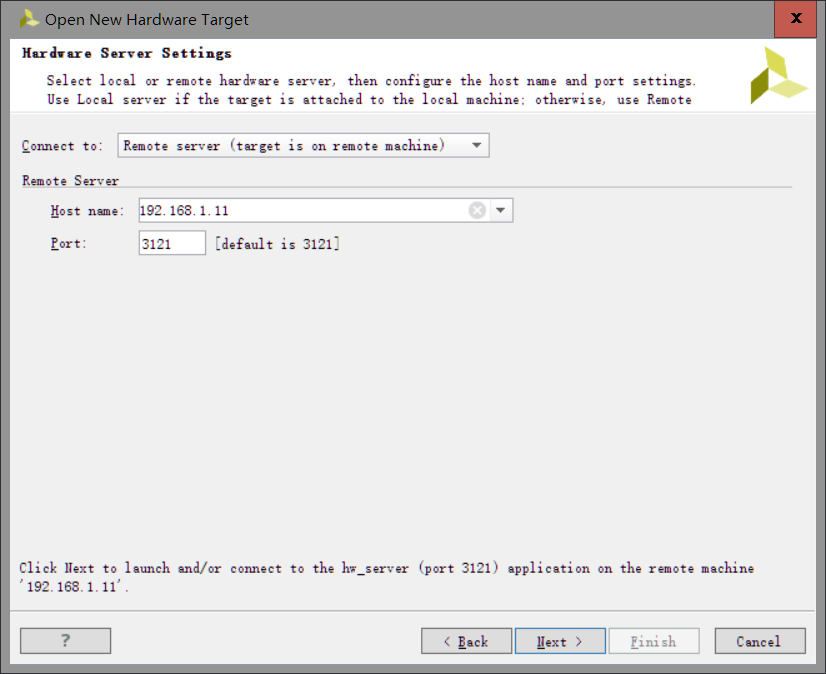 Open New Hardware Target
x
Hardware Server Settings
Select local or remote hardware server, then configure the host name and port settings.
Use Local server if the target is attached to the local machine; otherwise, use Remote
Connect to: Remote server (target is on remote machine)
Remote Server
Host name: 192.168.1.11
Port: 3121 [default is 3121]
Click Next to launch and/or connect to the hw_server (port 3121) application on the remote machine
'192.168.1.11'.
? < Back Next > Finish Cancel